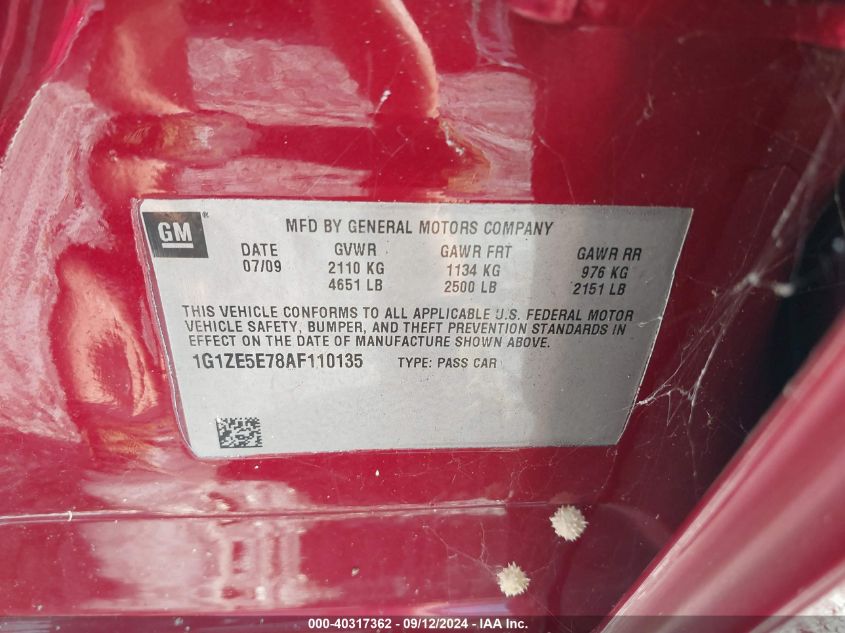 GM ®
MFD BY GENERAL MOTORS COMPANY
DATE GVWR GAWR FRT GAWR RR
07/09 2110 KG 1134 KG 976 KG
4651 LB 2500 LB 2151 LB
THIS VEHICLE CONFORMS TO ALL APPLICABLE U.S. FEDERAL MOTOR
VEHICLE SAFETY, BUMPER, AND THEFT PREVENTION STANDARDS IN
EFFECT ON THE DATE OF MANUFACTURE SHOWN ABOVE.
1G1ZE5E78AF110135 TYPE: PASS CAR
000-40317362 - 09/12/2024 - IAA Inc.